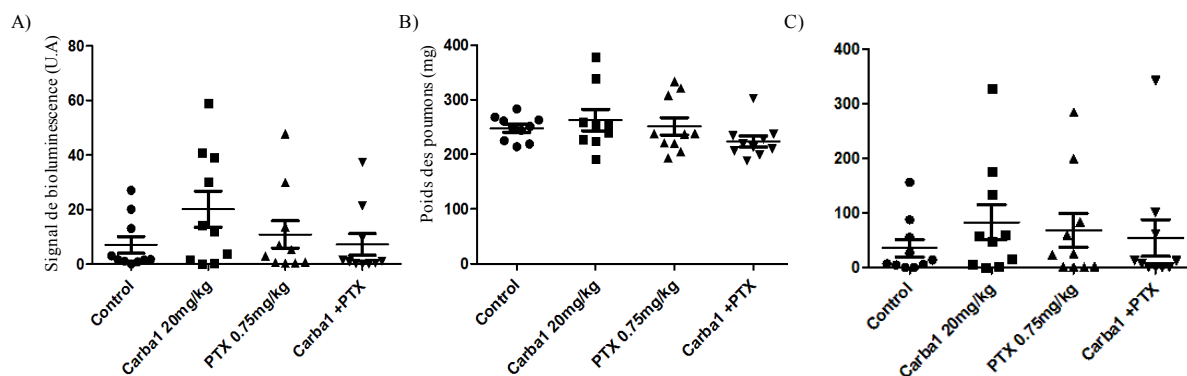 A)
Signal de bioluminescence (U.A)
80
60
40
20
0
Control
Carba1 20mg/kg
PTX 0.75mg/kg
Carba1 +PTX
B)
Poids des poumons (mg)
400
300
200
100
0
Control
Carba1 20mg/kg
PTX 0.75mg/kg
Carba1 +PTX
C)
400
300
200
100
0
Control
Carba1 20mg/kg
PTX 0.75mg/kg
Carba1 +PTX